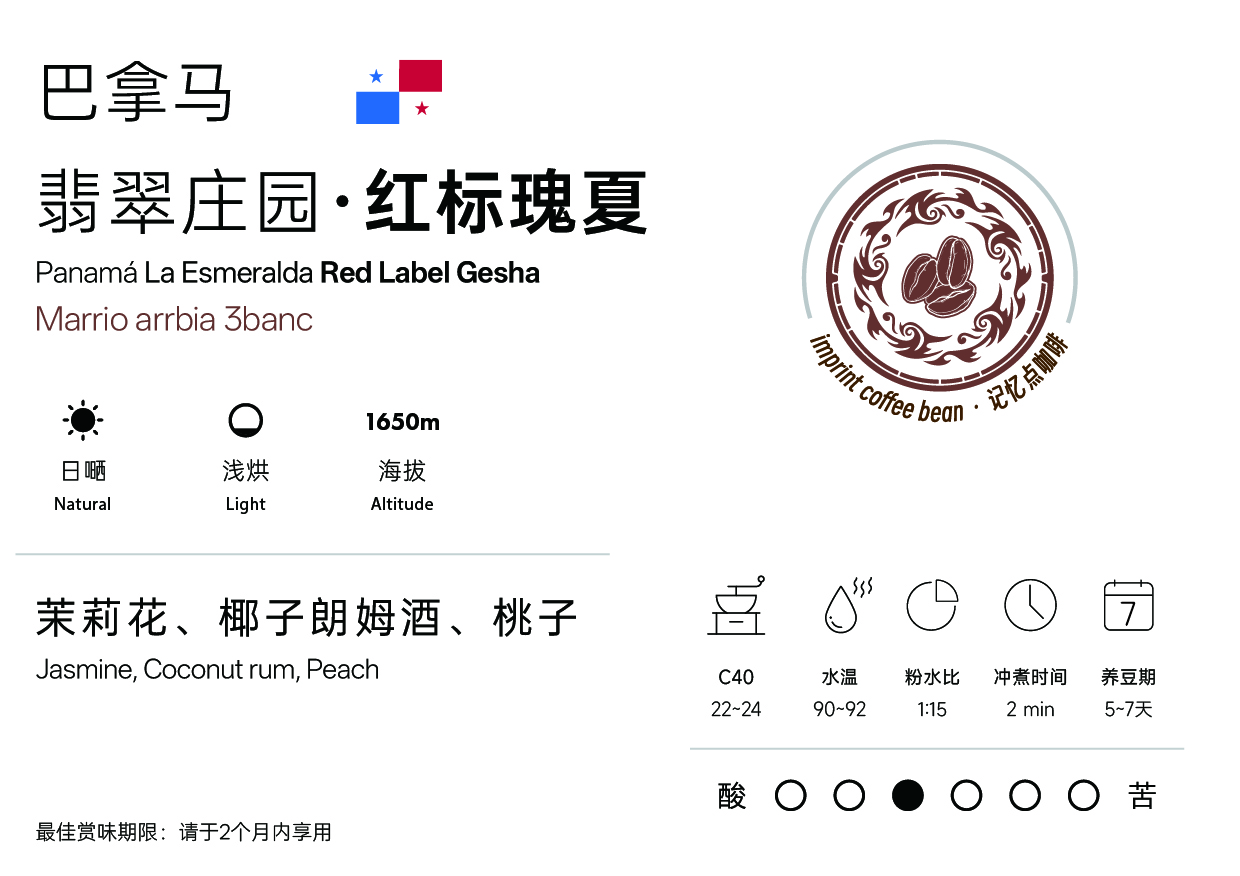 巴拿马
翡翠庄园·红标瑰夏
Panamá La Esmeralda Red Label Gesha
Marrio arrbia 3banc
1650m
日嗮 浅烘 海拔
Natural Light Altitude
茉莉花、椰子朗姆酒、桃子
Jasmine, Coconut rum, Peach
最佳赏味期限：请于2个月内享用
imprint coffee bean · 记忆点咖啡
7
C40 水温 粉水比 冲煮时间 养豆期
22~24 90~92 1:15 2 min 5~7天
酸 苦